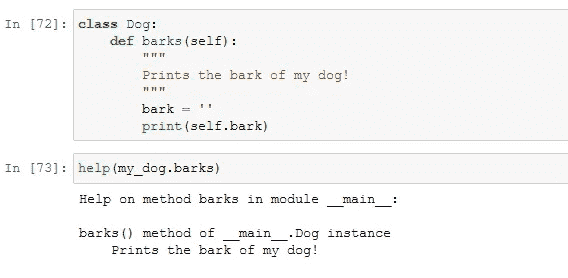 In [72]: class Dog:
    def barks(self):
        """
        Prints the bark of my dog!
        """
        bark = ''
        print(self.bark)
In [73]: help(my_dog.barks)
Help on method barks in module __main__:
barks() method of __main__.Dog instance
    Prints the bark of my dog!